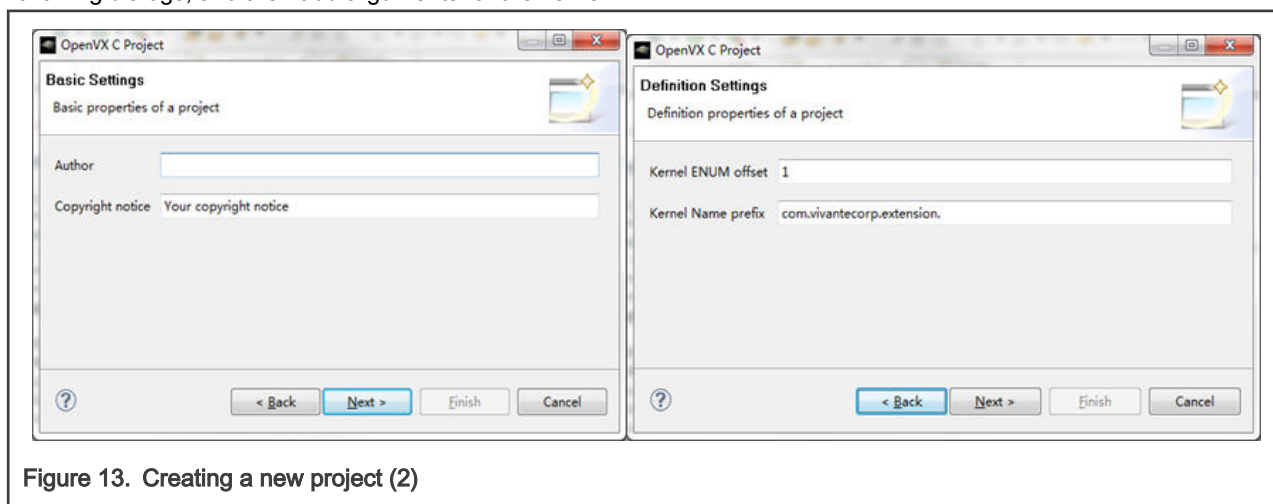 OpenVX C Project
Basic Settings
Basic properties of a project
Author
Copyright notice Your copyright notice
< Back Next > Finish Cancel
OpenVX C Project
Definition Settings
Definition properties of a project
Kernel ENUM offset 1
Kernel Name prefix com.vivantecorp.extension.
< Back Next > Finish Cancel
Figure 13. Creating a new project (2)